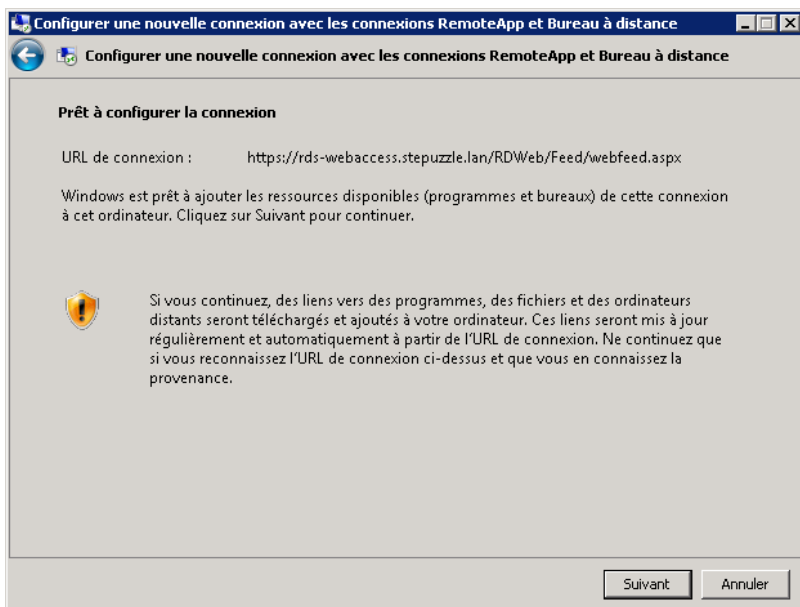 Configurer une nouvelle connexion avec les connexions RemoteApp et Bureau à distance
Configurer une nouvelle connexion avec les connexions RemoteApp et Bureau à distance
Prêt à configurer la connexion
URL de connexion : https://rds-webaccess.stepuzzle.lan/RDWeb/Feed/webfeed.aspx
Windows est prêt à ajouter les ressources disponibles (programmes et bureaux) de cette connexion
à cet ordinateur. Cliquez sur Suivant pour continuer.
Si vous continuez, des liens vers des programmes, des fichiers et des ordinateurs
distants seront téléchargés et ajoutés à votre ordinateur. Ces liens seront mis à jour
régulièrement et automatiquement à partir de l'URL de connexion. Ne continuez que
si vous reconnaissez l'URL de connexion ci-dessus et que vous en connaissez la
provenance.
Suivant Annuler